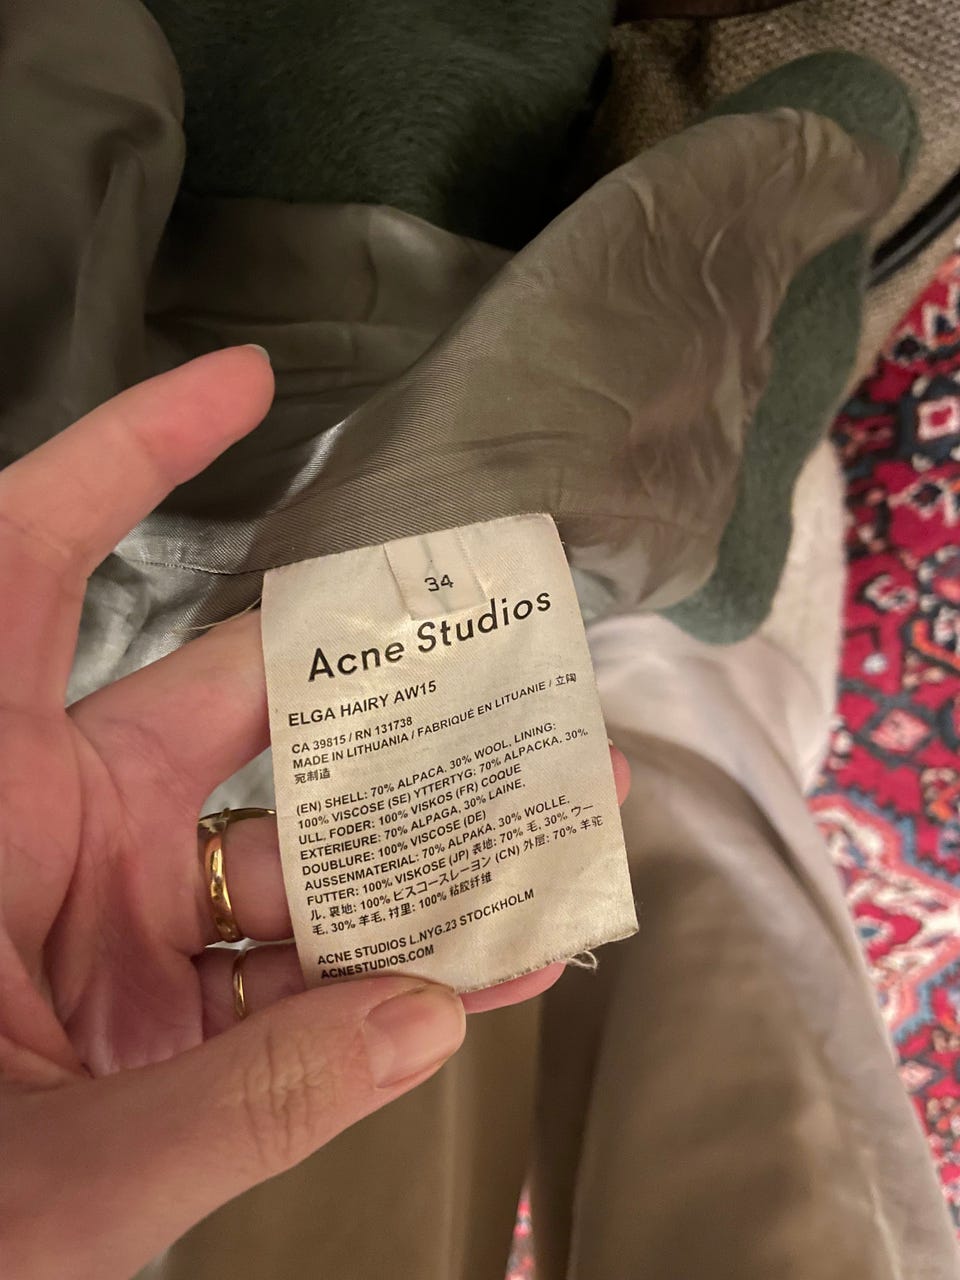 34
Acne Studios
ELGA HAIRY AW15
CA 39815 / RN 131738
MADE IN LITHUANIA / FABRIQUÉ EN LITUANIE / 立陶
宛制造
(EN) SHELL: 70% ALPACA, 30% WOOL, LINING:
100% VISCOSE (SE) YTTERTYG: 70% ALPACKA, 30%
ULL, FODER: 100% VISKOS (FR) COQUE
EXTÉRIEURE: 70% ALPAGA, 30% LAINE,
DOUBLURE: 100% VISCOSE (DE)
AUSSENMATERIAL: 70% ALPAKA, 30% WOLLE,
FUTTER: 100% VISKOSE (JP) 表地: 70% 毛, 30% ウー
ル, 裏地: 100% ビスコースレーヨン (CN) 外层: 70% 羊驼
毛, 30% 羊毛, 衬里: 100% 粘胶纤维
ACNE STUDIOS L.NYG.23 STOCKHOLM
ACNESTUDIOS.COM